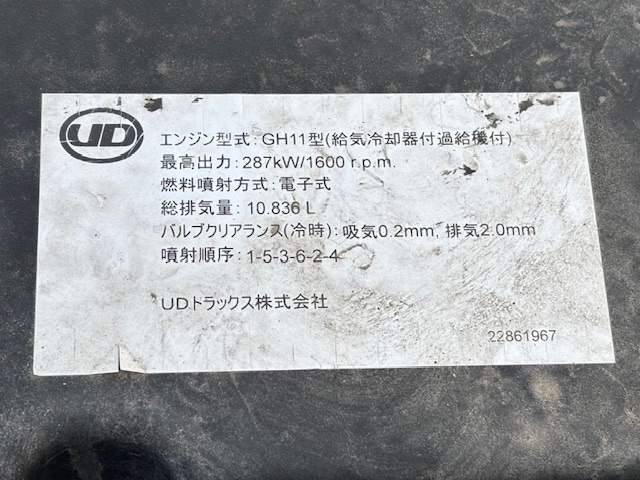 UD
エンジン型式: GH11型(給気冷却器付過給機付)
最高出力: 287kW/1600 r.p.m.
燃料噴射方式: 電子式
総排気量: 10.836 L
バルブクリアランス(冷時): 吸気0.2mm, 排気2.0mm
噴射順序: 1-5-3-6-2-4
UDトラックス株式会社
22861967